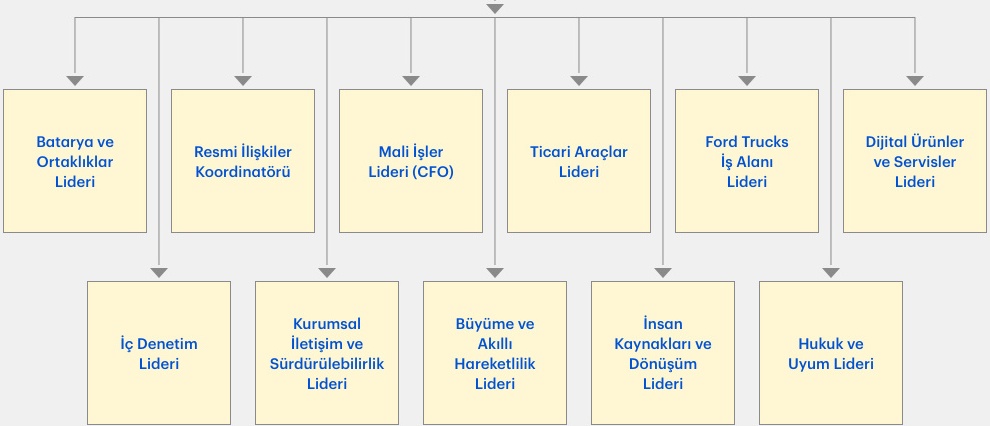 Batarya ve
Ortaklıklar
Lideri
Resmi İlişkiler
Koordinatörü
Mali İşler
Lideri (CFO)
Ticari Araçlar
Lideri
Ford Trucks
İş Alanı
Lideri
Dijital Ürünler
ve Servisler
Lideri
İç Denetim
Lideri
Kurumsal
İletişim ve
Sürdürülebilirlik
Lideri
Büyüme ve
Akıllı
Hareketlilik
Lideri
İnsan
Kaynakları ve
Dönüşüm
Lideri
Hukuk ve
Uyum Lideri